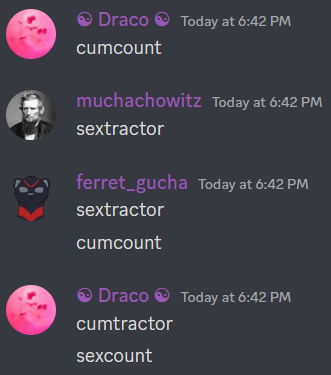 ☯ Draco ☯ Today at 6:42 PM
cumcount
muchachowitz Today at 6:42 PM
sextractor
ferret_gucha Today at 6:42 PM
sextractor
cumcount
☯ Draco ☯ Today at 6:42 PM
cumtractor
sexcount